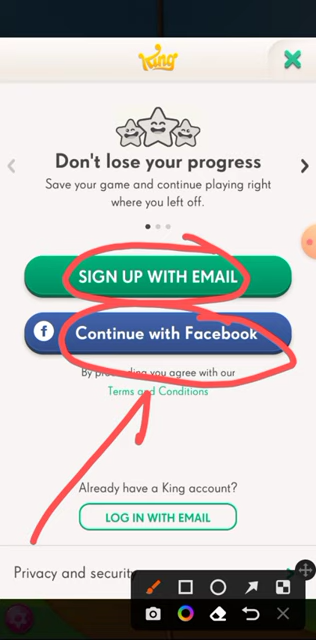 King
Don't lose your progress
Save your game and continue playing right
where you left off.
SIGN UP WITH EMAIL
f Continue with Facebook
By proceeding you agree with our
Terms and Conditions
Already have a King account?
LOG IN WITH EMAIL
Privacy and security